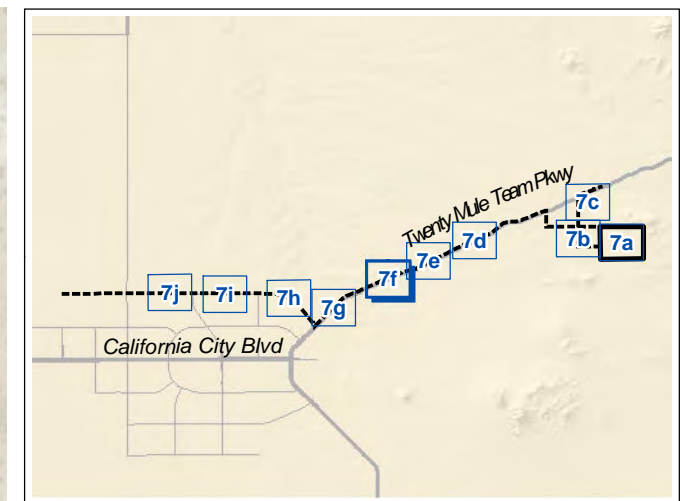 Twenty Mule Team Pkwy
7c
7d
7b
7a
7e
7f
7j
7i
7h
7g
California City Blvd